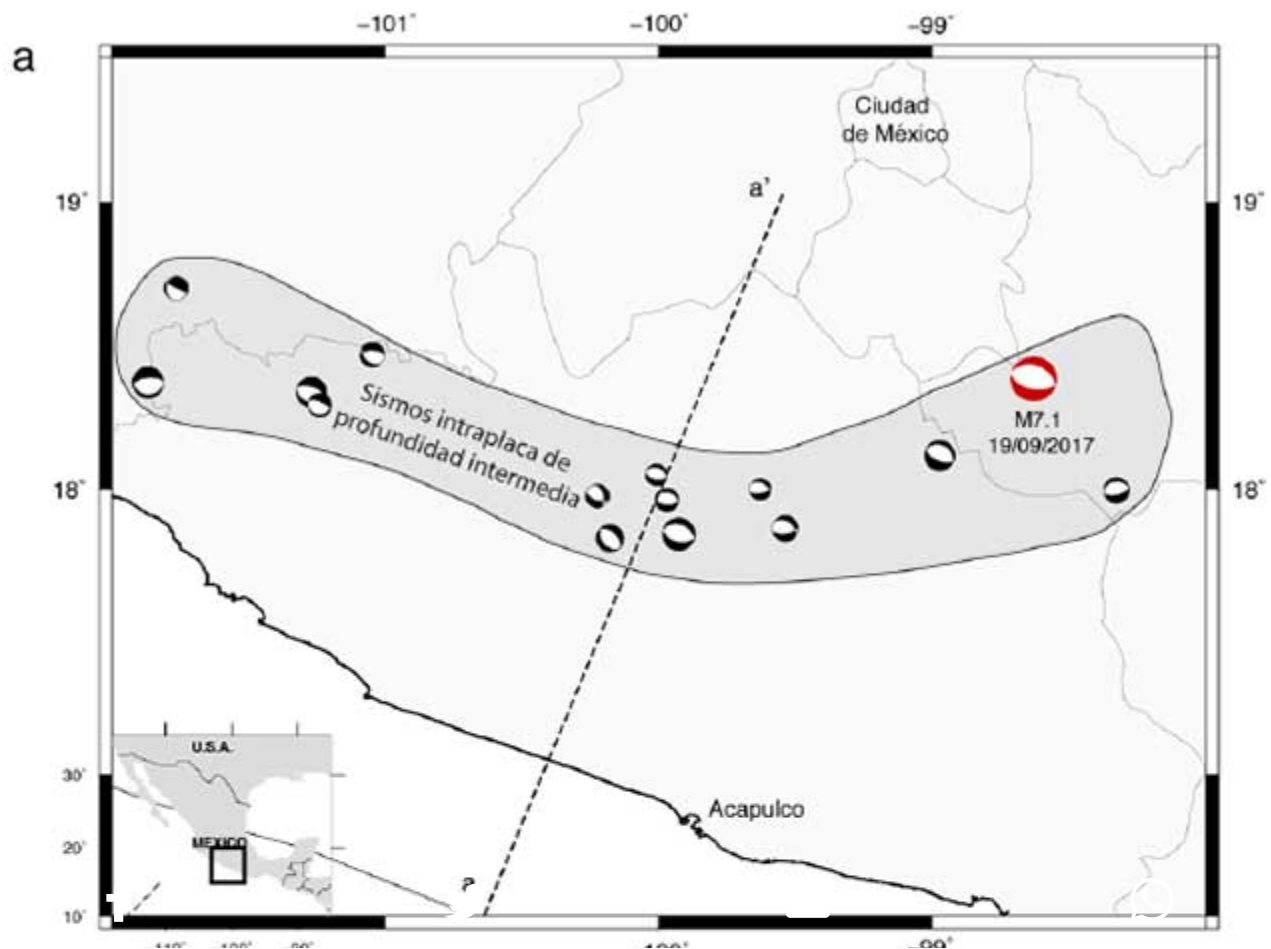 a
-101° -100° -99°
Ciudad
de México
a'
19° 19°
Sismos intraplaca de
profundidad intermedia
M7.1
19/09/2017
18° 18°
U.S.A.
30°
Acapulco
MEXICO
20°
a
10°